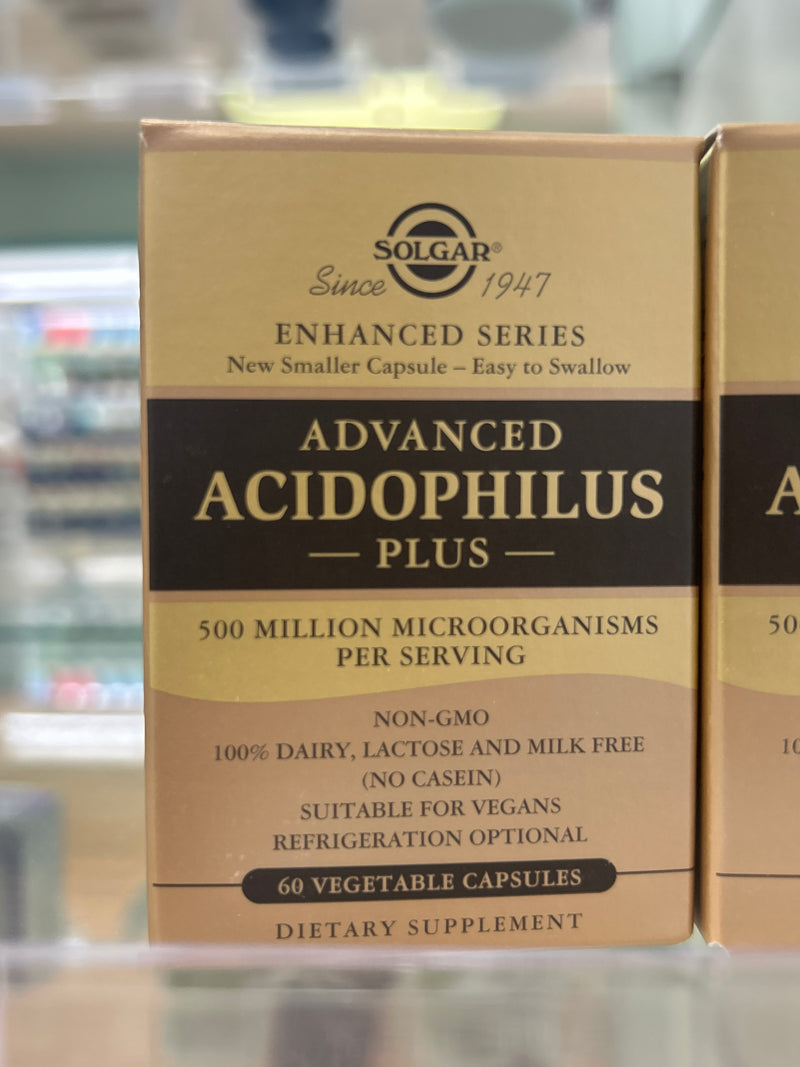 SOLGAR®
Since 1947
ENHANCED SERIES
New Smaller Capsule – Easy to Swallow
ADVANCED
ACIDOPHILUS
— PLUS —
500 MILLION MICROORGANISMS
PER SERVING
NON-GMO
100% DAIRY, LACTOSE AND MILK FREE
(NO CASEIN)
SUITABLE FOR VEGANS
REFRIGERATION OPTIONAL
60 VEGETABLE CAPSULES
DIETARY SUPPLEMENT
A
50
10